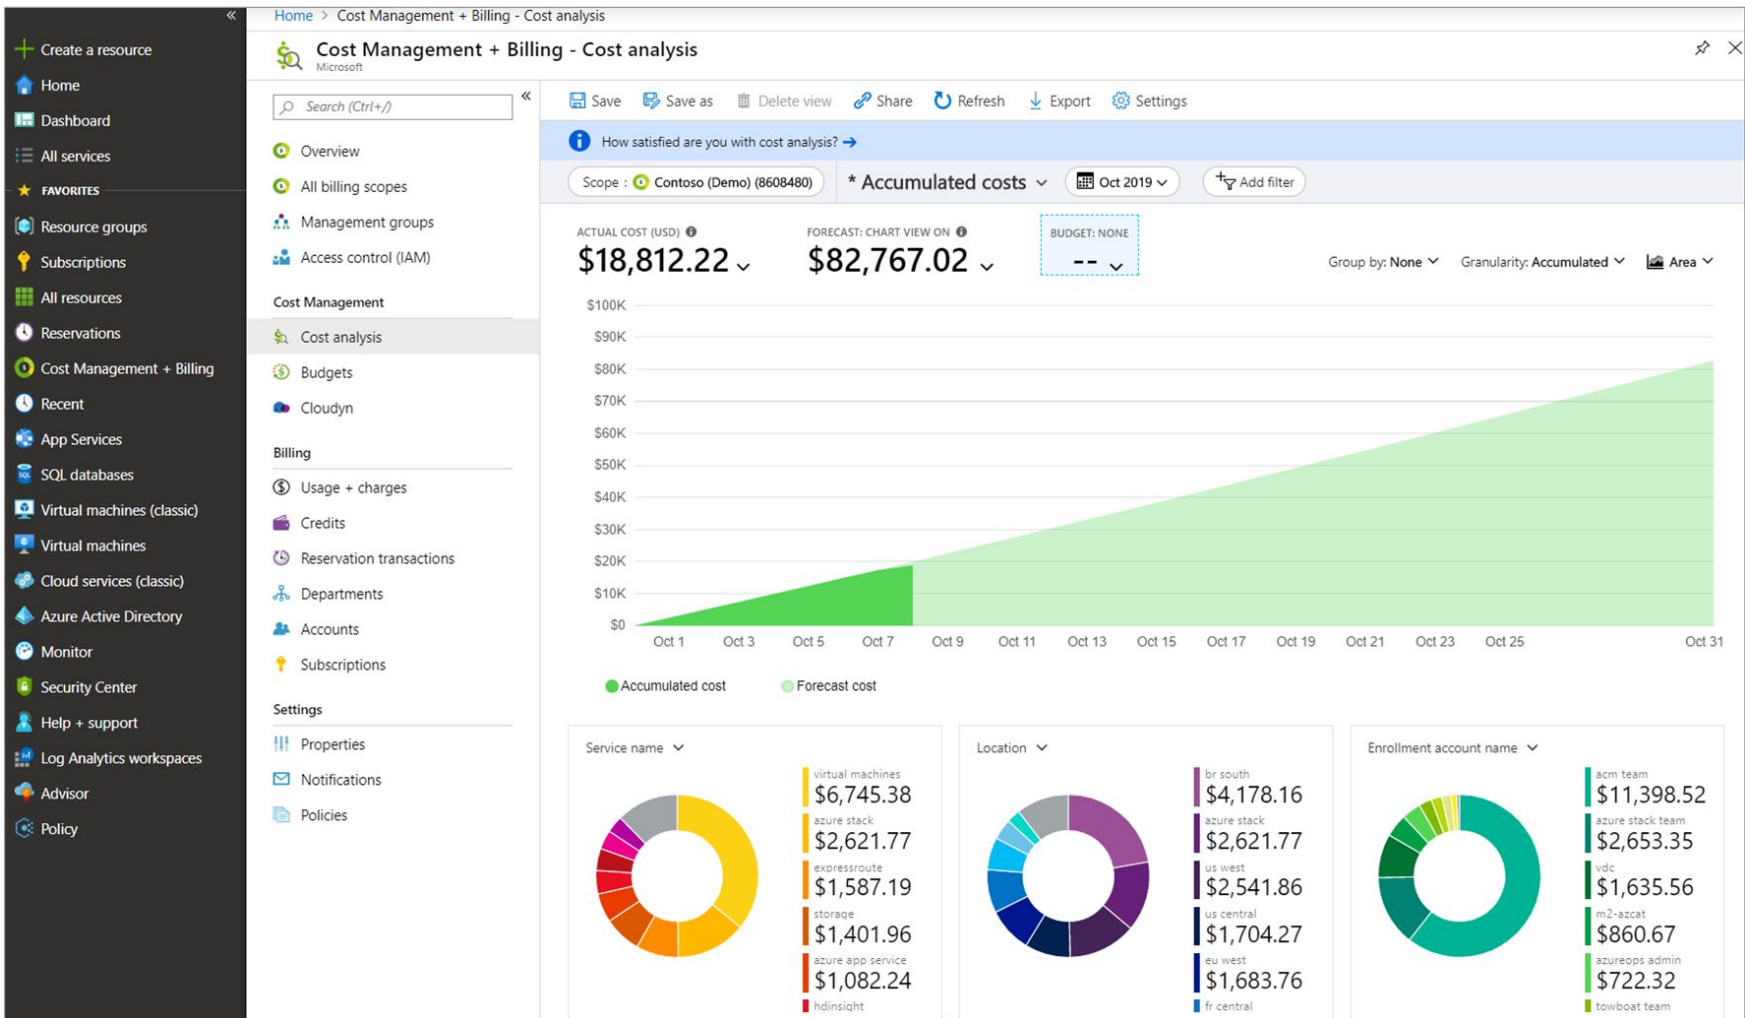 «
Create a resource
Home
Dashboard
All services
FAVORITES
Resource groups
Subscriptions
All resources
Reservations
Cost Management + Billing
Recent
App Services
SQL databases
Virtual machines (classic)
Virtual machines
Cloud services (classic)
Azure Active Directory
Monitor
Security Center
Help + support
Log Analytics workspaces
Advisor
Policy
Home > Cost Management + Billing - Cost analysis
Cost Management + Billing - Cost analysis
Microsoft
Search (Ctrl+/)
«
Overview
All billing scopes
Management groups
Access control (IAM)
Cost Management
Cost analysis
Budgets
Cloudyn
Billing
Usage + charges
Credits
Reservation transactions
Departments
Accounts
Subscriptions
Settings
Properties
Notifications
Policies
Save Save as Delete view Share Refresh Export Settings
How satisfied are you with cost analysis? →
Scope : Contoso (Demo) (8608480) * Accumulated costs Oct 2019 Add filter
ACTUAL COST (USD) FORECAST: CHART VIEW ON BUDGET: NONE
$18,812.22 $82,767.02 --
Group by: None Granularity: Accumulated Area
$100K
$90K
$80K
$70K
$60K
$50K
$40K
$30K
$20K
$10K
$0
Oct 1 Oct 3 Oct 5 Oct 7 Oct 9 Oct 11 Oct 13 Oct 15 Oct 17 Oct 19 Oct 21 Oct 23 Oct 25 Oct 31
Accumulated cost Forecast cost
Service name
virtual machines
$6,745.38
azure stack
$2,621.77
expressroute
$1,587.19
storage
$1,401.96
azure app service
$1,082.24
hdinsight
Location
br south
$4,178.16
azure stack
$2,621.77
us west
$2,541.86
us central
$1,704.27
eu west
$1,683.76
fr central
Enrollment account name
acm team
$11,398.52
azure stack team
$2,653.35
vdc
$1,635.56
m2-azcat
$860.67
azureops admin
$722.32
towboat team